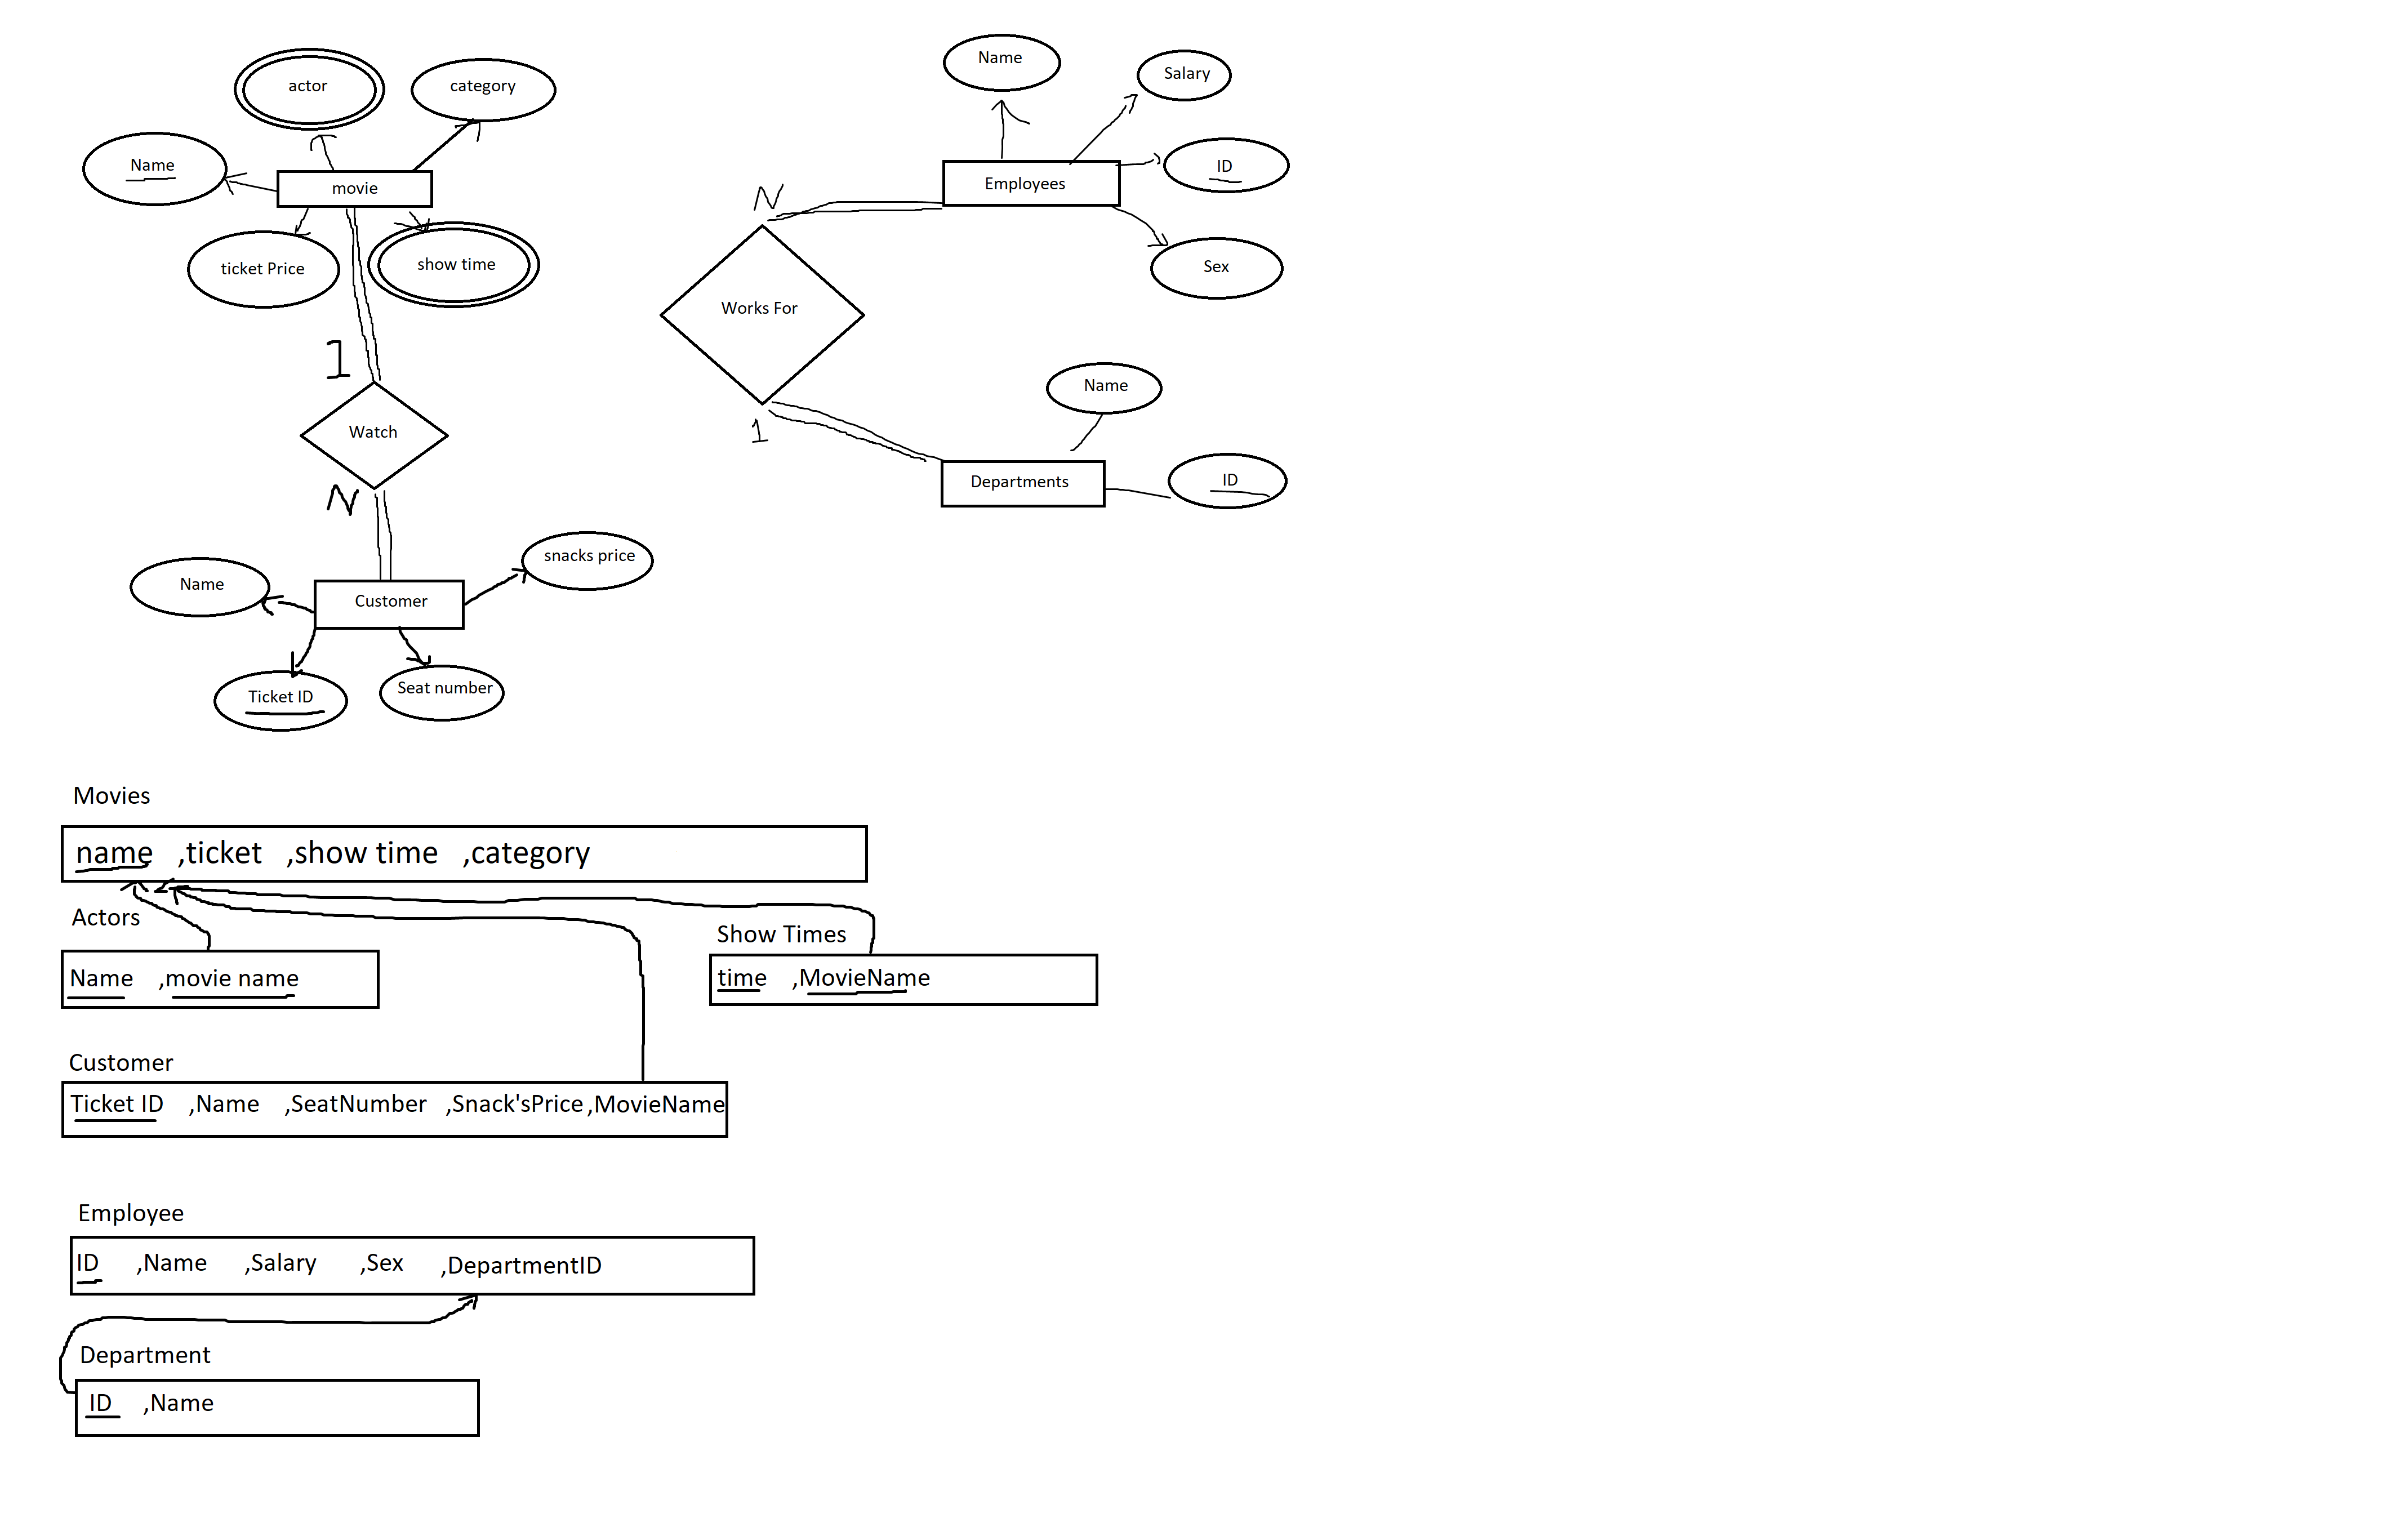 actor
category
Name
movie
ticket Price
show time
1
Watch
N
Name
Customer
snacks price
Ticket ID
Seat number
Name
Salary
ID
Employees
Sex
N
Works For
1
Name
Departments
ID
Movies
name ,ticket ,show time ,category
Actors
Name ,movie name
Show Times
time ,MovieName
Customer
Ticket ID ,Name ,SeatNumber ,Snack'sPrice ,MovieName
Employee
ID ,Name ,Salary ,Sex ,DepartmentID
Department
ID ,Name